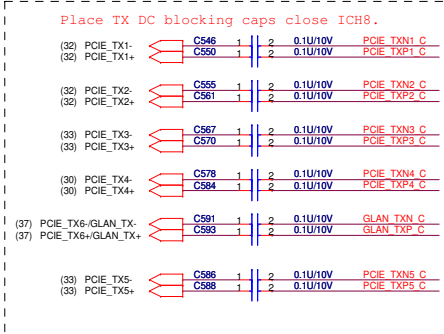 Place TX DC blocking caps close ICH8.
(32) PCIE_TX1- C546 1 2 0.1U/10V PCIE_TXN1_C
(32) PCIE_TX1+ C550 1 2 0.1U/10V PCIE_TXP1_C
(32) PCIE_TX2- C555 1 2 0.1U/10V PCIE_TXN2_C
(32) PCIE_TX2+ C561 1 2 0.1U/10V PCIE_TXP2_C
(33) PCIE_TX3- C567 1 2 0.1U/10V PCIE_TXN3_C
(33) PCIE_TX3+ C570 1 2 0.1U/10V PCIE_TXP3_C
(30) PCIE_TX4- C578 1 2 0.1U/10V PCIE_TXN4_C
(30) PCIE_TX4+ C584 1 2 0.1U/10V PCIE_TXP4_C
(37) PCIE_TX6-/GLAN_TX- C591 1 2 0.1U/10V GLAN_TXN_C
(37) PCIE_TX6+/GLAN_TX+ C593 1 2 0.1U/10V GLAN_TXP_C
(33) PCIE_TX5- C586 1 2 0.1U/10V PCIE_TXN5_C
(33) PCIE_TX5+ C588 1 2 0.1U/10V PCIE_TXP5_C